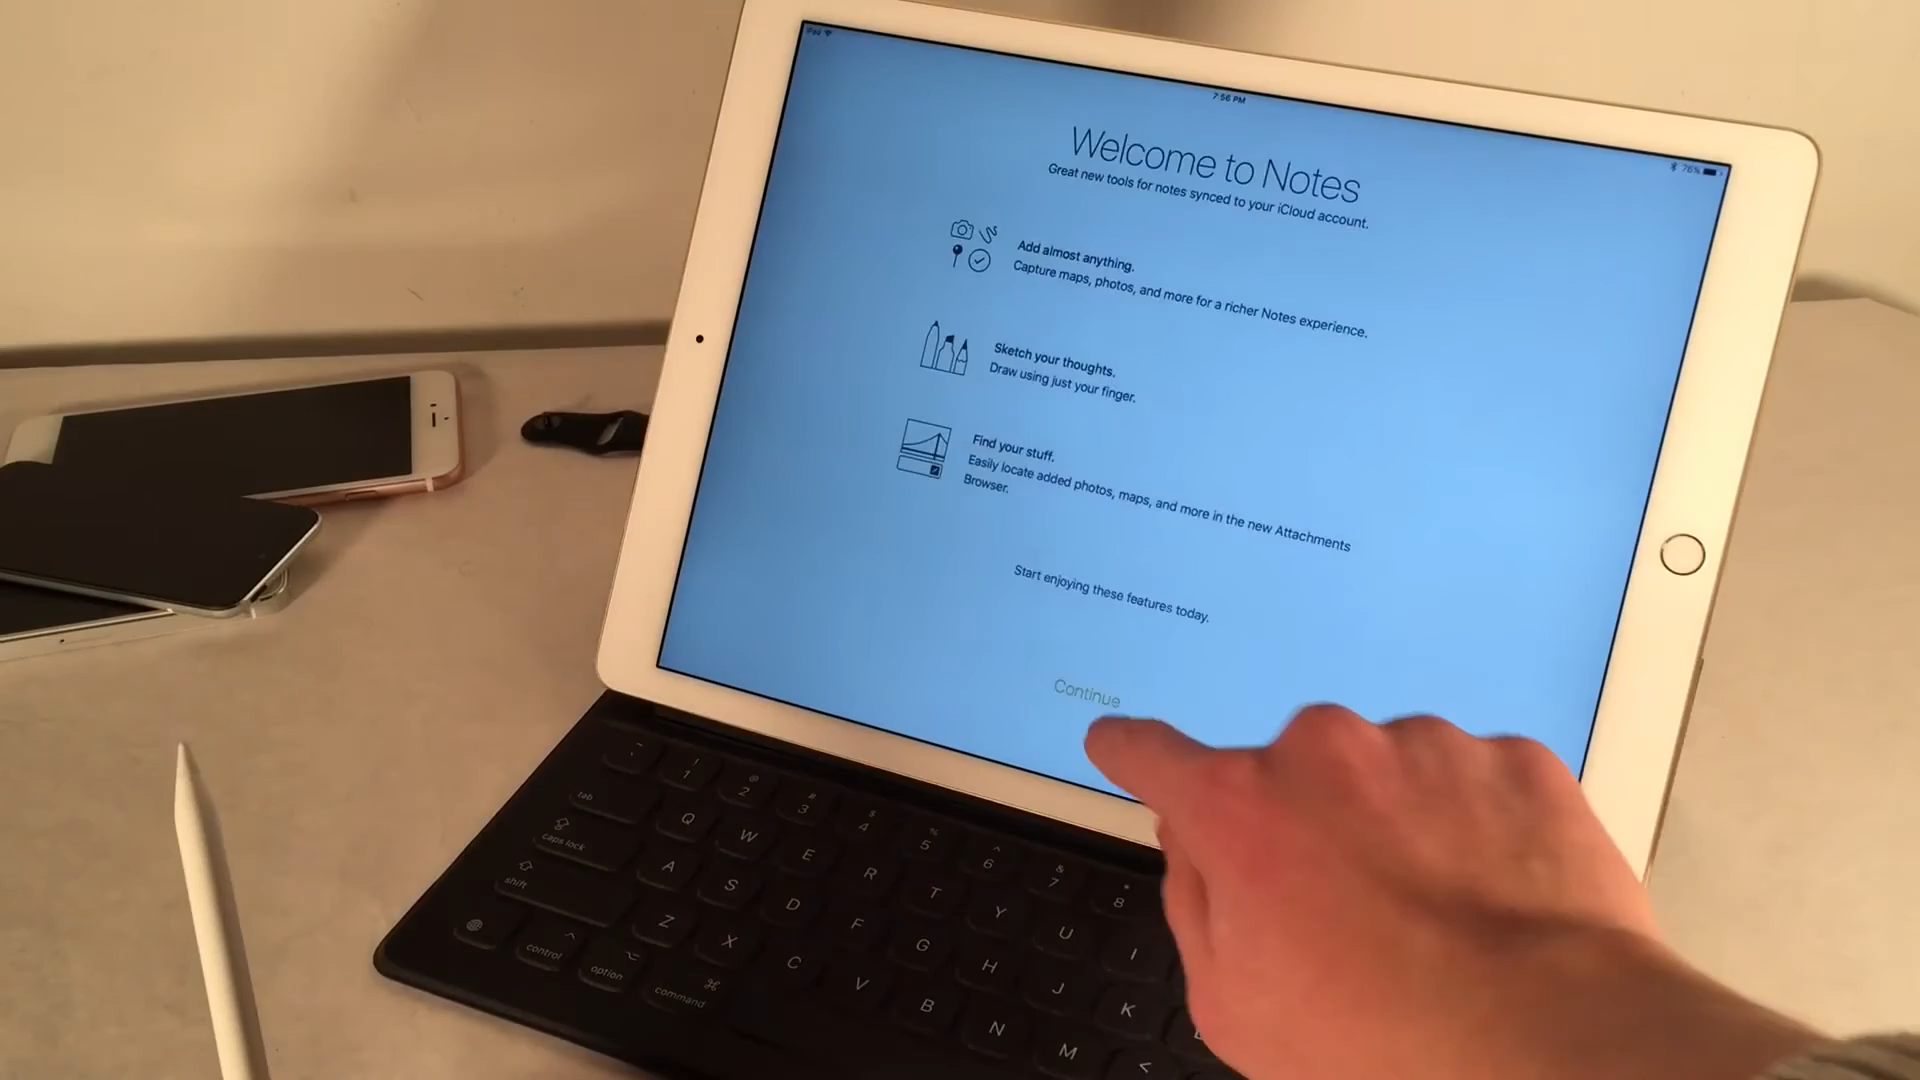 iPad
7:56 PM
76%
Welcome to Notes
Great new tools for notes synced to your iCloud account.
Add almost anything.
Capture maps, photos, and more for a richer Notes experience.
Sketch your thoughts.
Draw using just your finger.
Find your stuff.
Easily locate added photos, maps, and more in the new Attachments
Browser.
Start enjoying these features today.
Continue
~ ! @ # $ % ^ & *
1 2 3 4 5 6 7 8
tab Q W E R T Y U I
caps lock A S D F G H J K
shift Z X C V B N M <
control option command